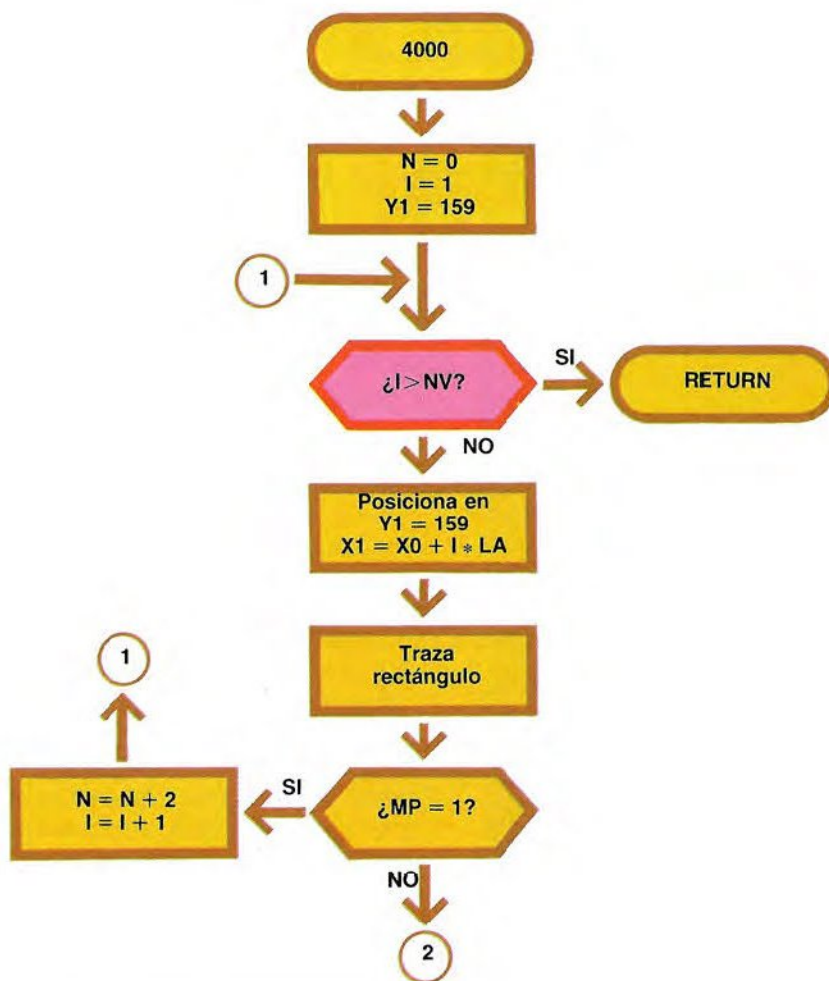 4000
N = 0
I = 1
Y1 = 159
1
¿I>NV?
SI
RETURN
NO
Posiciona en
Y1 = 159
X1 = X0 + I * LA
Traza
rectángulo
1
¿MP = 1?
SI
N = N + 2
I = I + 1
NO
2